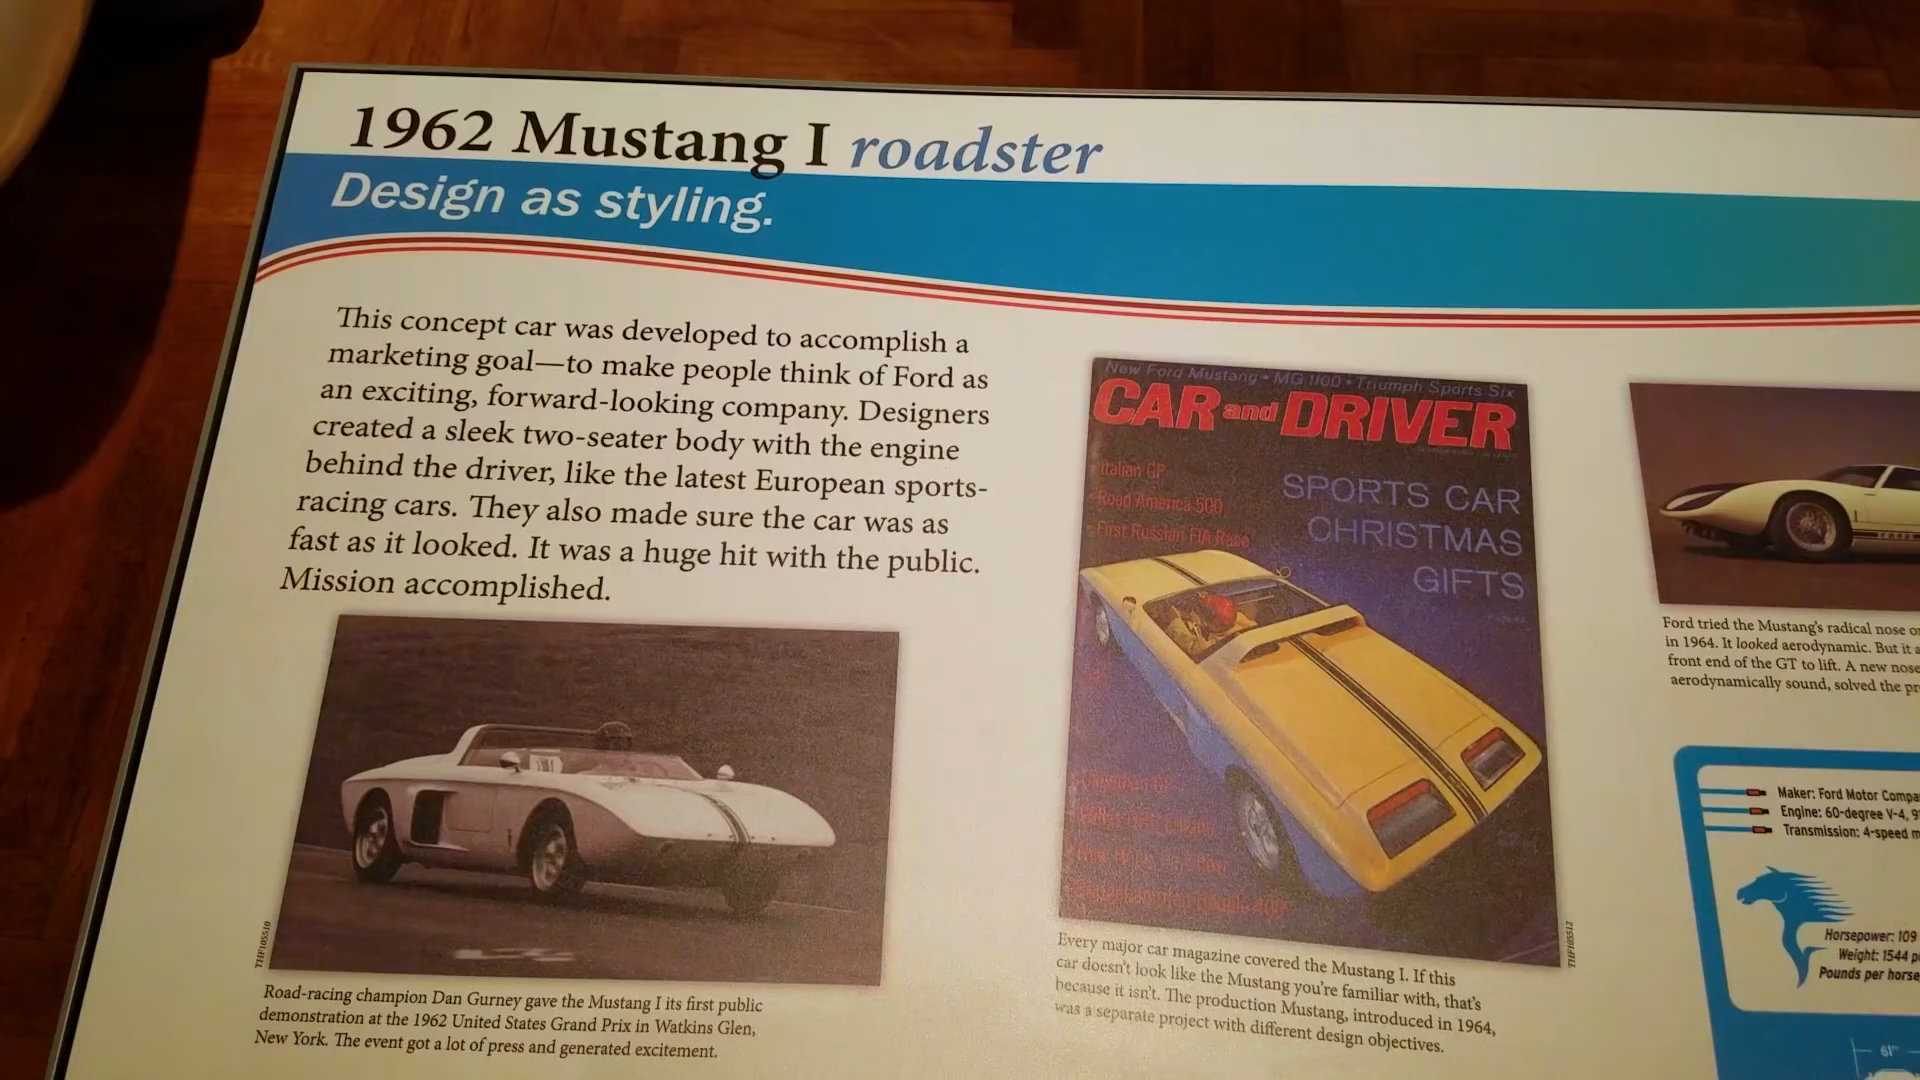 1962 Mustang I roadster
Design as styling.
This concept car was developed to accomplish a
marketing goal—to make people think of Ford as
an exciting, forward-looking company. Designers
created a sleek two-seater body with the engine
behind the driver, like the latest European sports-
racing cars. They also made sure the car was as
fast as it looked. It was a huge hit with the public.
Mission accomplished.
THF105510
Road-racing champion Dan Gurney gave the Mustang I its first public
demonstration at the 1962 United States Grand Prix in Watkins Glen,
New York. The event got a lot of press and generated excitement.
New Ford Mustang • MG 1100 • Triumph Sports Six
CAR and DRIVER
Italian GP
Road America 500
First Russian FIA Race
SPORTS CAR
CHRISTMAS
GIFTS
THF105512
Every major car magazine covered the Mustang I. If this
car doesn't look like the Mustang you're familiar with, that's
because it isn't. The production Mustang, introduced in 1964,
was a separate project with different design objectives.
FORD
Ford tried the Mustang's radical nose
in 1964. It looked aerodynamic. But it
front end of the GT to lift. A new nose
aerodynamically sound, solved the
Maker: Ford Motor
Engine: 60-degree V-4,
Transmission: 4-speed
Horsepower: 109
Weight: 1544
Pounds per
61"